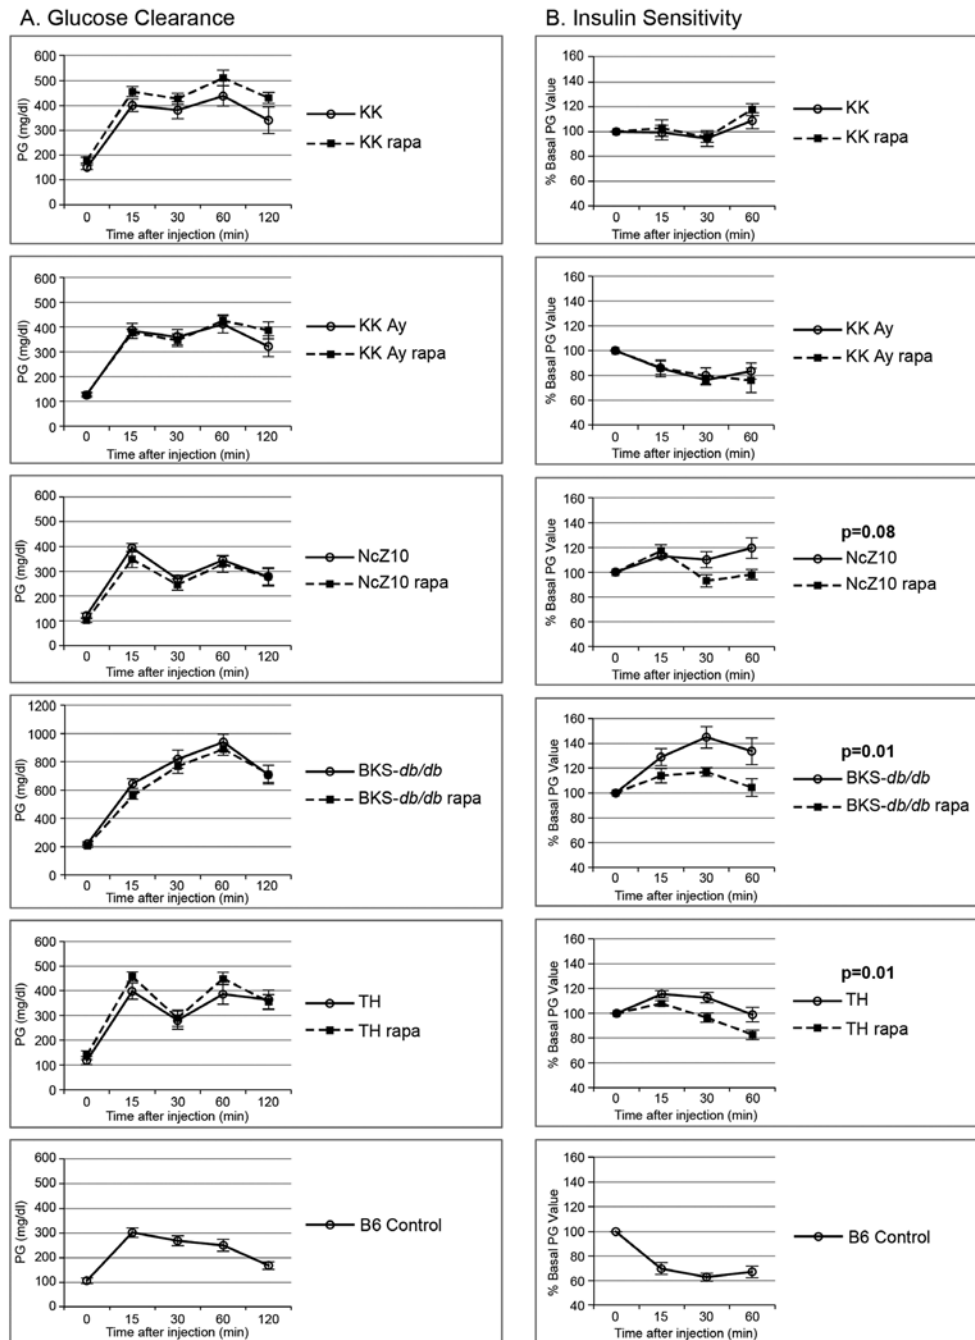 A. Glucose Clearance
B. Insulin Sensitivity
PG (mg/dl)
600
500
400
300
200
100
0
0 15 30 60 120
Time after injection (min)
KK
KK rapa
% Basal PG Value
160
140
120
100
80
60
40
0 15 30 60
Time after injection (min)
KK
KK rapa
PG (mg/dl)
600
500
400
300
200
100
0
0 15 30 60 120
Time after injection (min)
KK Ay
KK Ay rapa
% Basal PG Value
160
140
120
100
80
60
40
0 15 30 60
Time after injection (min)
KK Ay
KK Ay rapa
PG (mg/dl)
600
500
400
300
200
100
0
0 15 30 60 120
Time after injection (min)
NcZ10
NcZ10 rapa
% Basal PG Value
160
140
120
100
80
60
40
0 15 30 60
Time after injection (min)
p=0.08
NcZ10
NcZ10 rapa
PG (mg/dl)
1200
1000
800
600
400
200
0
0 15 30 60 120
Time after injection (min)
BKS-db/db
BKS-db/db rapa
% Basal PG Value
160
140
120
100
80
60
40
0 15 30 60
Time after injection (min)
p=0.01
BKS-db/db
BKS-db/db rapa
PG (mg/dl)
600
500
400
300
200
100
0
0 15 30 60 120
Time after injection (min)
TH
TH rapa
% Basal PG Value
160
140
120
100
80
60
40
0 15 30 60
Time after injection (min)
p=0.01
TH
TH rapa
PG (mg/dl)
600
500
400
300
200
100
0
0 15 30 60 120
Time after injection (min)
B6 Control
% Basal PG Value
160
140
120
100
80
60
40
0 15 30 60
Time after injection (min)
B6 Control